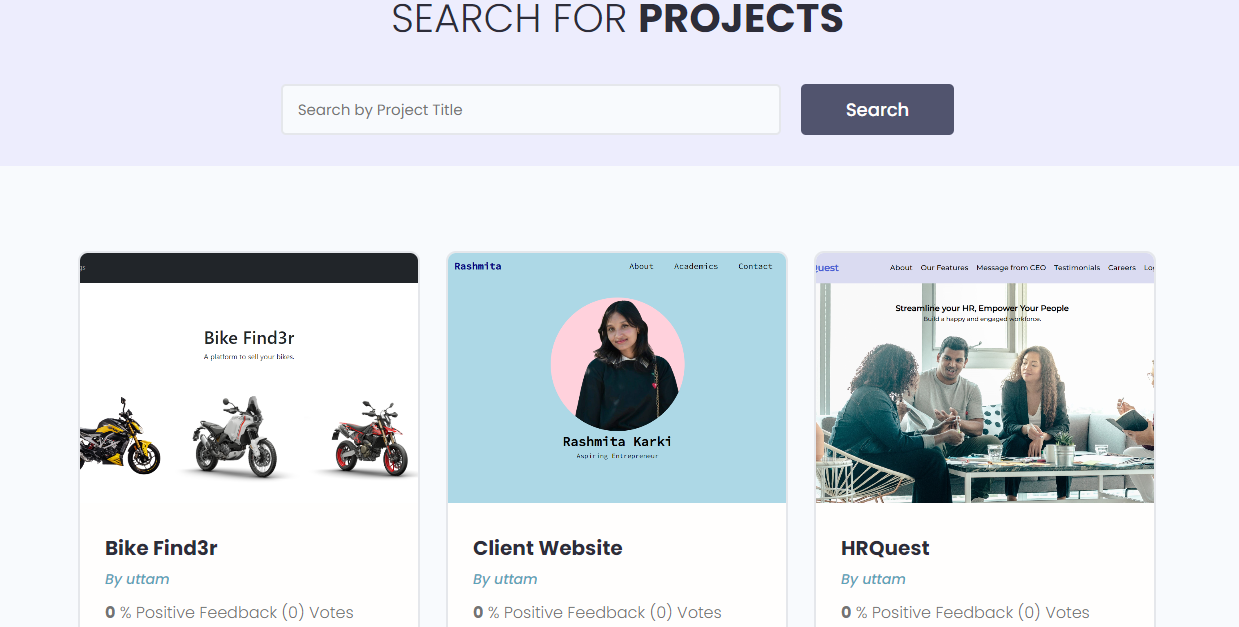 SEARCH FOR PROJECTS
Search by Project Title
Search
Bike Find3r
A platform to sell your bikes.
Bike Find3r
By uttam
0 % Positive Feedback (0) Votes
Rashmita About Academics Contact
Rashmita Karki
Aspiring Entrepreneur
Client Website
By uttam
0 % Positive Feedback (0) Votes
uest About Our Features Message from CEO Testimonials Careers
Streamline your HR, Empower Your People
Build a happy and engaged workforce.
HRQuest
By uttam
0 % Positive Feedback (0) Votes